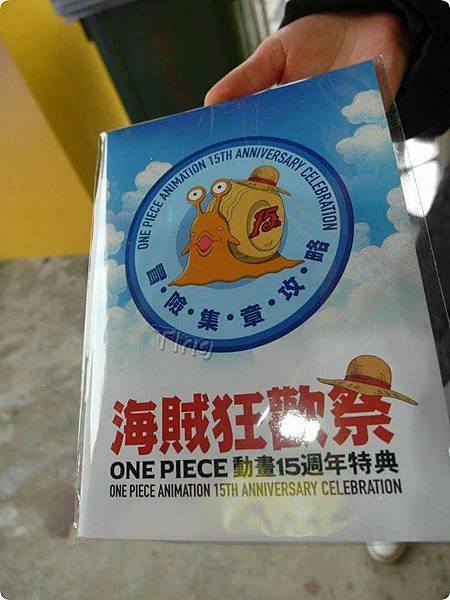 ONE PIECE ANIMATION 15TH ANNIVERSARY CELEBRATION
15
冒·險·集·章·攻·略
Ting
海賊狂歡祭
ONE PIECE 動畫15週年特典
ONE PIECE ANIMATION 15TH ANNIVERSARY CELEBRATION